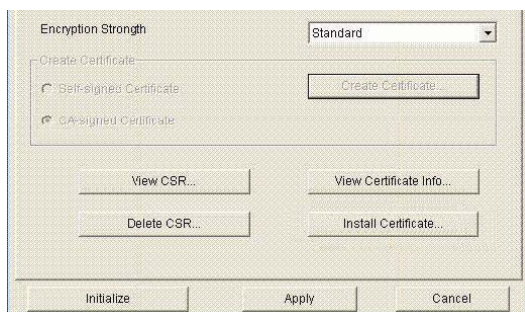 Encryption Strength
Standard
Create Certificate
Self-signed Certificate
Create Certificate...
CA-signed Certificate
View CSR...
View Certificate Info...
Delete CSR...
Install Certificate...
Initialize
Apply
Cancel